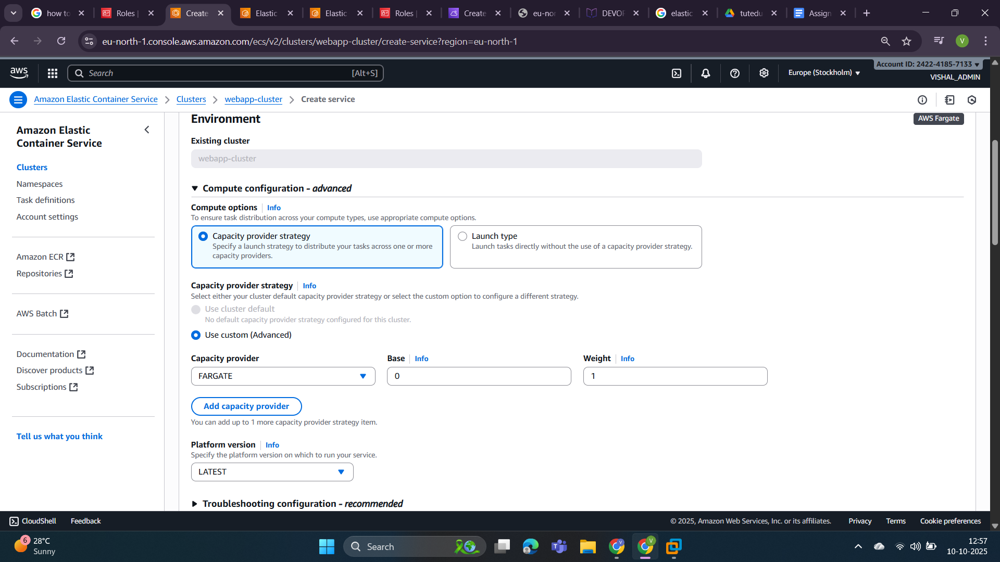 how to
Roles |
Create
Elastic
Elastic
Roles |
Create
eu-nor
DEVOP
elastic
tutedu
Assign
eu-north-1.console.aws.amazon.com/ecs/v2/clusters/webapp-cluster/create-service?region=eu-north-1
V
aws
Search
[Alt+S]
Europe (Stockholm)
Account ID: 2422-4185-7133
VISHAL_ADMIN
Amazon Elastic Container Service
Clusters
webapp-cluster
Create service
Amazon Elastic
Container Service
Clusters
Namespaces
Task definitions
Account settings
Amazon ECR
Repositories
AWS Batch
Documentation
Discover products
Subscriptions
Tell us what you think
Environment
AWS Fargate
Existing cluster
webapp-cluster
Compute configuration - advanced
Compute options
Info
To ensure task distribution across your compute types, use appropriate compute options.
Capacity provider strategy
Specify a launch strategy to distribute your tasks across one or more
capacity providers.
Launch type
Launch tasks directly without the use of a capacity provider strategy.
Capacity provider strategy
Info
Select either your cluster default capacity provider strategy or select the custom option to configure a different strategy.
Use cluster default
No default capacity provider strategy configured for this cluster.
Use custom (Advanced)
Capacity provider
Base
Info
Weight
Info
FARGATE
0
1
Add capacity provider
You can add up to 1 more capacity provider strategy item.
Platform version
Info
Specify the platform version on which to run your service.
LATEST
Troubleshooting configuration - recommended
CloudShell
Feedback
© 2025, Amazon Web Services, Inc. or its affiliates.
Privacy
Terms
Cookie preferences
6
28°C
Sunny
Search
12:57
10-10-2025